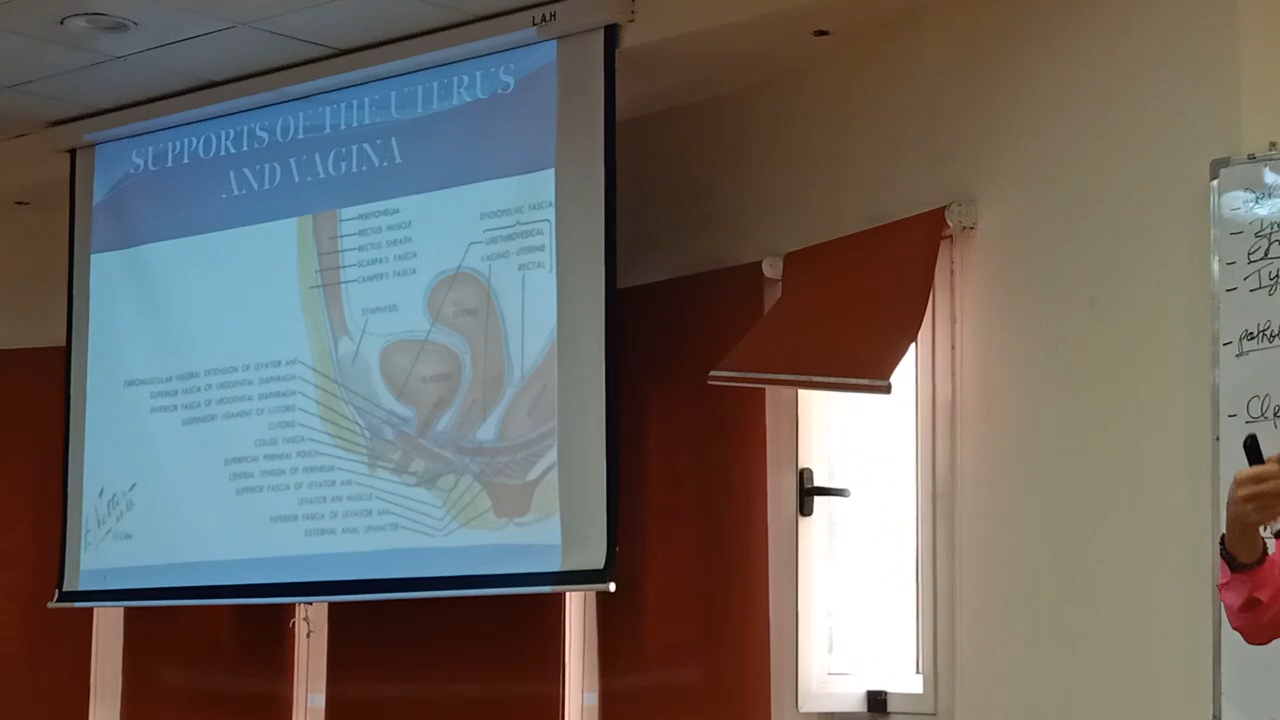 L.A.H
SUPPORTS OF THE UTERUS
AND VAGINA
PERITONEUM
RECTUS MUSCLE
RECTUS SHEATH
SCARPA'S FASCIA
CAMPER'S FASCIA
SYMPHYSIS
ENDOPELVIC FASCIA
URETHROVESICAL
VAGINO-UTERINE
RECTAL
UTERUS
BLADDER
FIBROMUSCULAR VISCERAL EXTENSION OF LEVATOR ANI
SUPERIOR FASCIA OF UROGENITAL DIAPHRAGM
INFERIOR FASCIA OF UROGENITAL DIAPHRAGM
SUSPENSORY LIGAMENT OF CLITORIS
CLITORIS
COLLES' FASCIA
SUPERFICIAL PERINEAL POUCH
CENTRAL TENDON OF PERINEUM
SUPERIOR FASCIA OF LEVATOR ANI
LEVATOR ANI MUSCLE
INFERIOR FASCIA OF LEVATOR ANI
EXTERNAL ANAL SPHINCTER